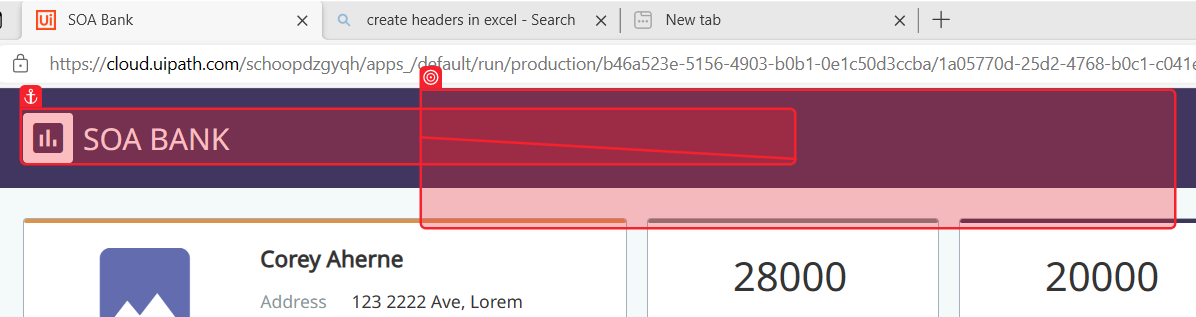 SOA Bank
create headers in excel - Search
New tab
https://cloud.uipath.com/schoopdzgyqh/apps_/default/run/production/b46a523e-5156-4903-b0b1-0e1c50d3ccba/1a05770d-25d2-4768-b0c1-c041e
SOA BANK
Corey Aherne
28000
20000
Address 123 2222 Ave, Lorem